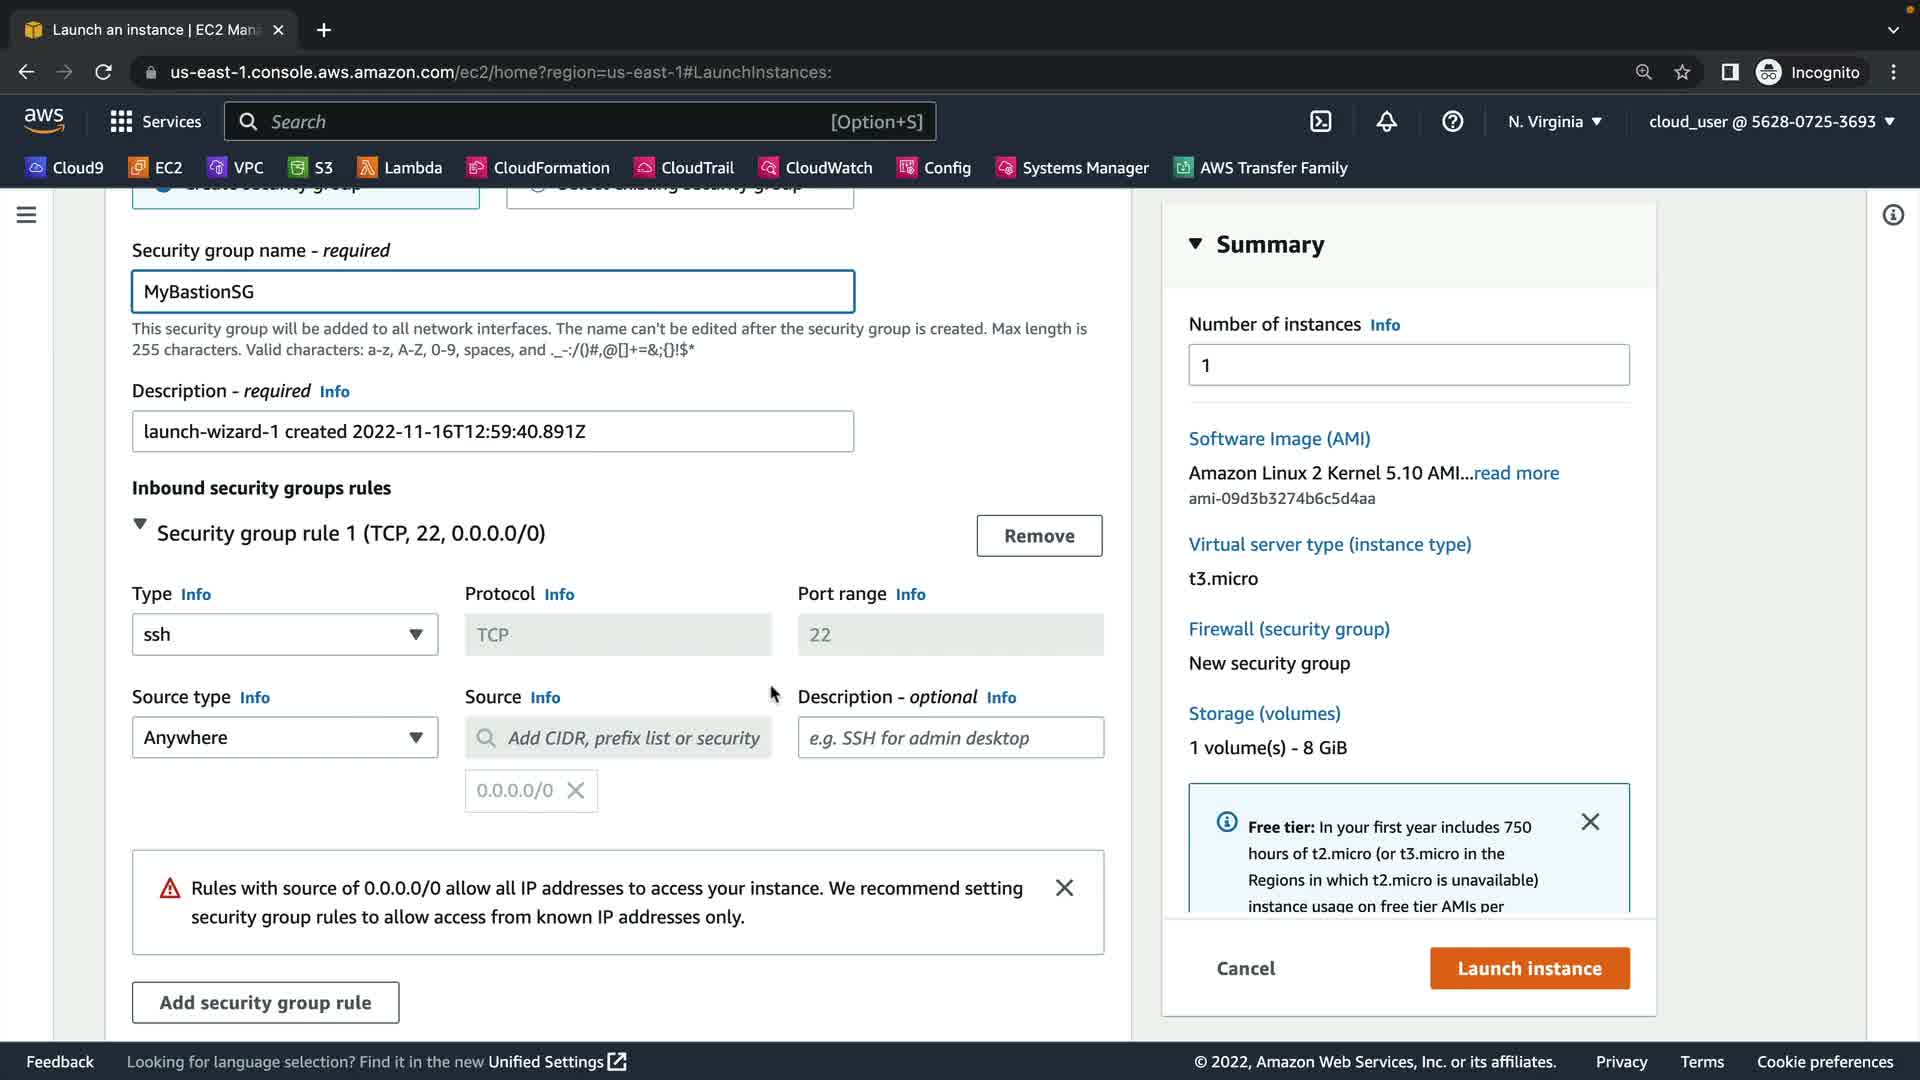 Launch an instance | EC2 Man
us-east-1.console.aws.amazon.com/ec2/home?region=us-east-1#LaunchInstances:
Incognito
aws
Services
Search
[Option+S]
N. Virginia
cloud_user @ 5628-0725-3693
Cloud9
EC2
VPC
S3
Lambda
CloudFormation
CloudTrail
CloudWatch
Config
Systems Manager
AWS Transfer Family
Create security group
Select existing security group
Security group name - required
MyBastionSG
This security group will be added to all network interfaces. The name can't be edited after the security group is created. Max length is
255 characters. Valid characters: a-z, A-Z, 0-9, spaces, and ._-:/()#,@[]+=&;{}!$*
Description - required Info
launch-wizard-1 created 2022-11-16T12:59:40.891Z
Inbound security groups rules
Security group rule 1 (TCP, 22, 0.0.0.0/0)
Remove
Type Info
Protocol Info
Port range Info
ssh
TCP
22
Source type Info
Source Info
Description - optional Info
Anywhere
Add CIDR, prefix list or security
e.g. SSH for admin desktop
0.0.0.0/0
Rules with source of 0.0.0.0/0 allow all IP addresses to access your instance. We recommend setting
security group rules to allow access from known IP addresses only.
Add security group rule
Summary
Number of instances Info
1
Software Image (AMI)
Amazon Linux 2 Kernel 5.10 AMI...read more
ami-09d3b3274b6c5d4aa
Virtual server type (instance type)
t3.micro
Firewall (security group)
New security group
Storage (volumes)
1 volume(s) - 8 GiB
Free tier: In your first year includes 750
hours of t2.micro (or t3.micro in the
Regions in which t2.micro is unavailable)
instance usage on free tier AMIs per
Cancel
Launch instance
Feedback
Looking for language selection? Find it in the new Unified Settings
© 2022, Amazon Web Services, Inc. or its affiliates.
Privacy
Terms
Cookie preferences